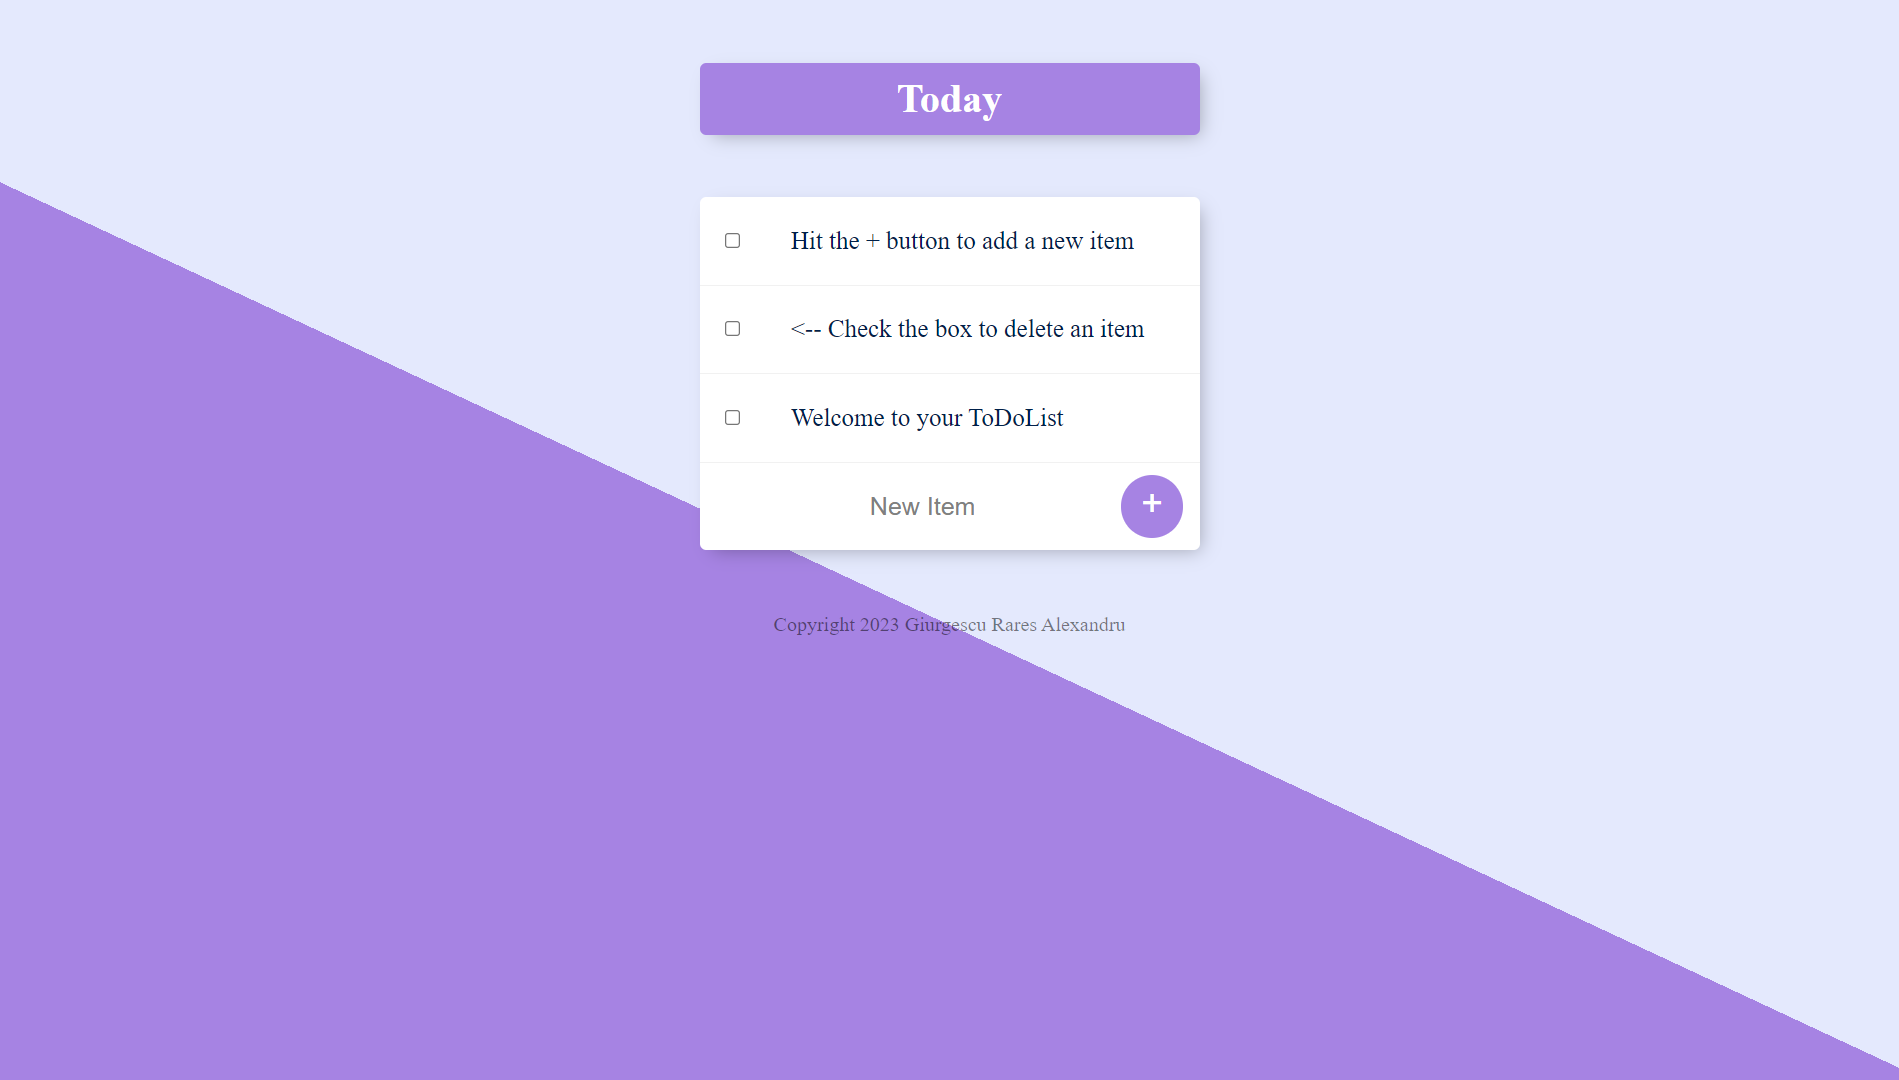 Today
Hit the + button to add a new item
<-- Check the box to delete an item
Welcome to your ToDoList
New Item
+
Copyright 2023 Giurgescu Rares Alexandru